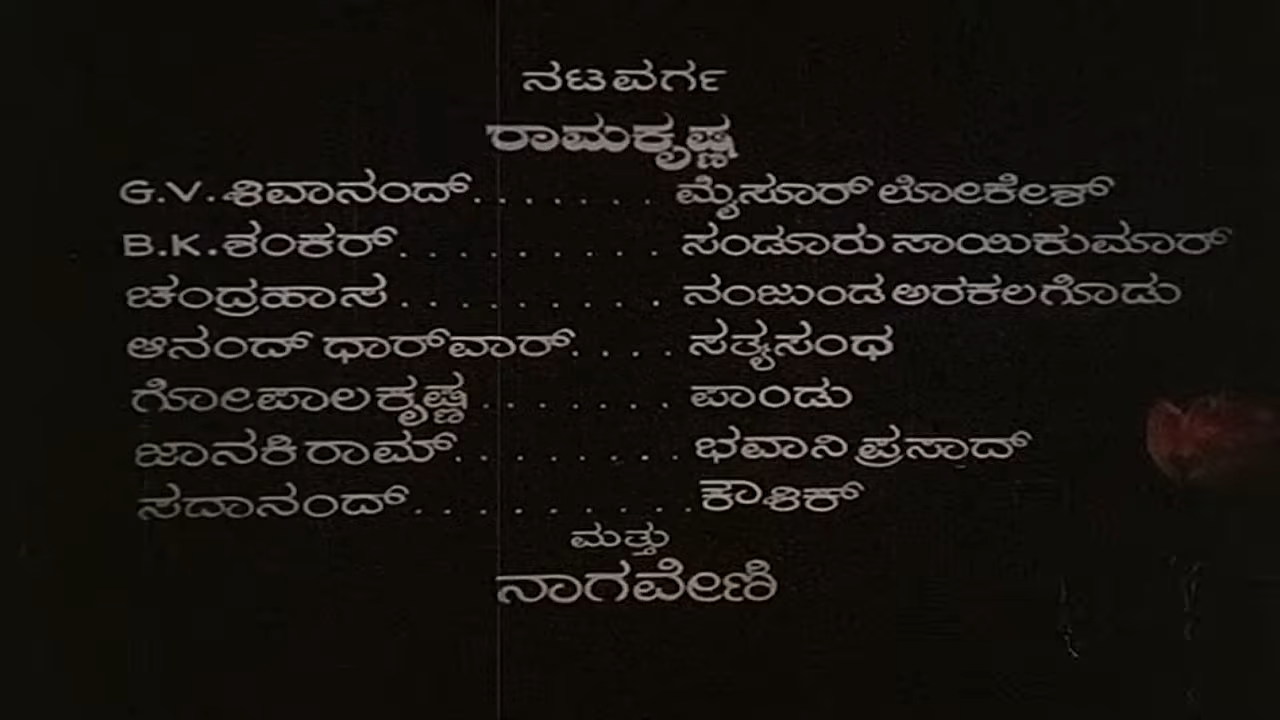 ನಟವರ್ಗ
ರಾಮಕೃಷ್ಣ
G.V.ಶಿವಾನಂದ್....... ಮೈಸೂರ್ ಲೋಕೇಶ್
B.K.ಶಂಕರ್.......... ಸಂಡೂರು ಸಾಯಿಕುಮಾರ್
ಚಂದ್ರಹಾಸ.......... ನಂಜುಂಡ ಅರಕಲಗೊಡು
ಆನಂದ್ ಧಾರ್ವಾರ್.... ಸತ್ಯಸಂಧ
ಗೋಪಾಲಕೃಷ್ಣ........ ಪಾಂಡು
ಜಾನಕಿರಾಮ್......... ಭವಾನಿ ಪ್ರಸಾದ್
ಸದಾನಂದ್.......... ಕೌಶಿಕ್
ಮತ್ತು
ನಾಗವೇಣಿ